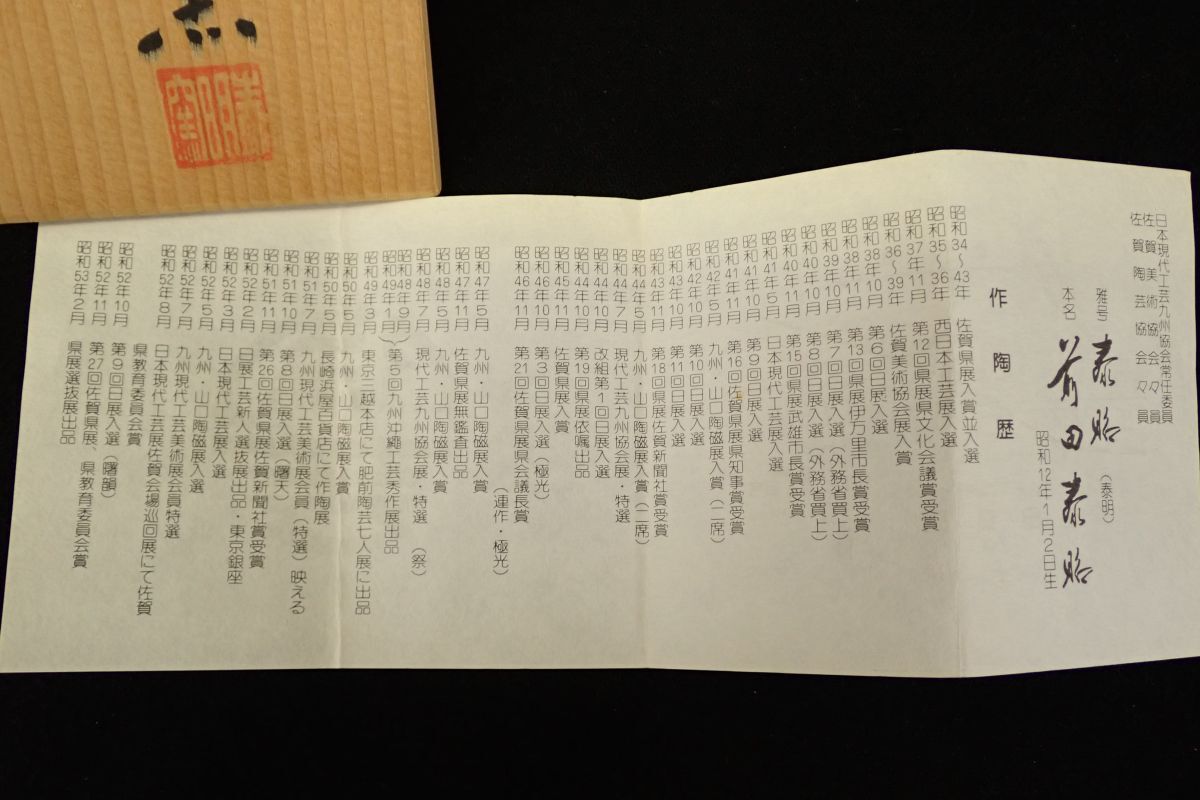 日本現代工芸九州協会常任委員
佐賀美術協会々員
佐賀陶芸協会々員
雅号 泰昭 (泰明)
本名 前田泰昭
昭和12年1月2日生
作陶歴
昭和34〜43年 佐賀県展入賞並入選
昭和35〜36年 西日本工芸展入選
昭和37年11月 第12回県展県文化会議賞受賞
昭和36〜39年 佐賀美術協会展入賞
昭和38年10月 第6回日展入選
昭和38年11月 第13回県展伊万里市長賞受賞
昭和39年10月 第7回日展入選(外務省買上)
昭和40年10月 第8回日展入選(外務省買上)
昭和40年11月 第15回県展武雄市長賞受賞
昭和41年5月 日本現代工芸展入選
昭和41年10月 第9回日展入選
昭和41年11月 第16回佐賀県展県知事賞受賞
昭和42年5月 九州・山口陶磁展入賞(二席)
昭和42年10月 第10回日展入選
昭和43年10月 第11回日展入選
昭和43年11月 第18回県展佐賀新聞社賞受賞
昭和44年5月 九州・山口陶磁展入賞(二席)
昭和44年7月 現代工芸九州協会展・特選
昭和44年10月 改組第1回日展入選
昭和44年11月 第19回県展依嘱出品
昭和45年11月 佐賀県展入賞
昭和46年10月 第3回日展入選(極光)
昭和46年11月 第21回佐賀県展県会議長賞
(連作・極光)
昭和47年5月 九州・山口陶磁展入賞
昭和47年11月 佐賀県展無鑑査出品
昭和48年5月 九州・山口陶磁展入選
昭和48年7月 現代工芸九州協会展・特選 (祭)
昭和48年9月
昭和49年1月 第5回九州沖縄工芸秀作展出品
昭和49年3月 東京三越本店にて肥前陶芸七人展に出品
昭和50年5月 九州・山口陶磁展入賞
昭和51年5月 長崎浜屋百貨店にて作陶展
昭和51年7月 九州現代工芸美術展会員(特選)映える
昭和51年10月 第8回日展入選(曙天)
昭和51年11月 第26回佐賀県展佐賀新聞社賞受賞
昭和52年2月 日展工芸新人選抜展出品・東京銀座
昭和52年3月 日本現代工芸展入選
昭和52年5月 九州・山口陶磁展入選
昭和52年7月 九州現代工芸美術展会員特選
昭和52年8月 日本現代工芸展佐賀会場巡回展にて佐賀
県教育委員会賞
昭和52年10月 第9回日展入選(曙韻)
昭和52年11月 第27回佐賀県展、県教育委員会賞
昭和53年2月 県展選抜展出品